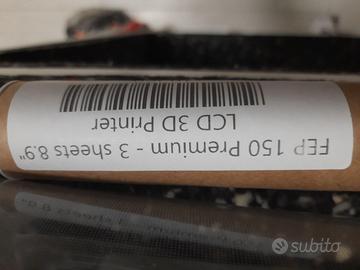 FEP 150 Premium - 3 sheets 8.9"
LCD 3D Printer
subito